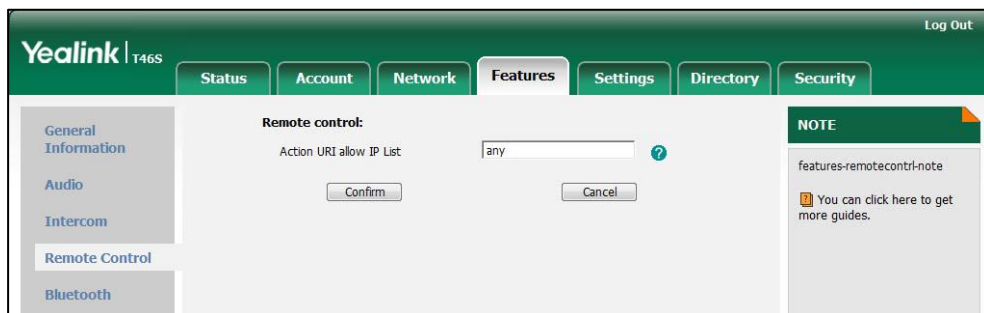 Log Out
Yealink T46S
Status Account Network Features Settings Directory Security
General
Information
Audio
Intercom
Remote Control
Bluetooth
Remote control:
Action URI allow IP List any ?
Confirm Cancel
NOTE
features-remotecontrl-note
? You can click here to get
more guides.